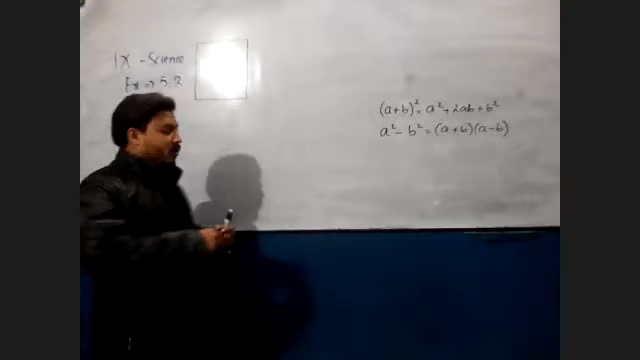 IX - Science
Ex => 5.2
(a+b)² = a² + 2ab + b²
a² - b² = (a+b)(a-b)